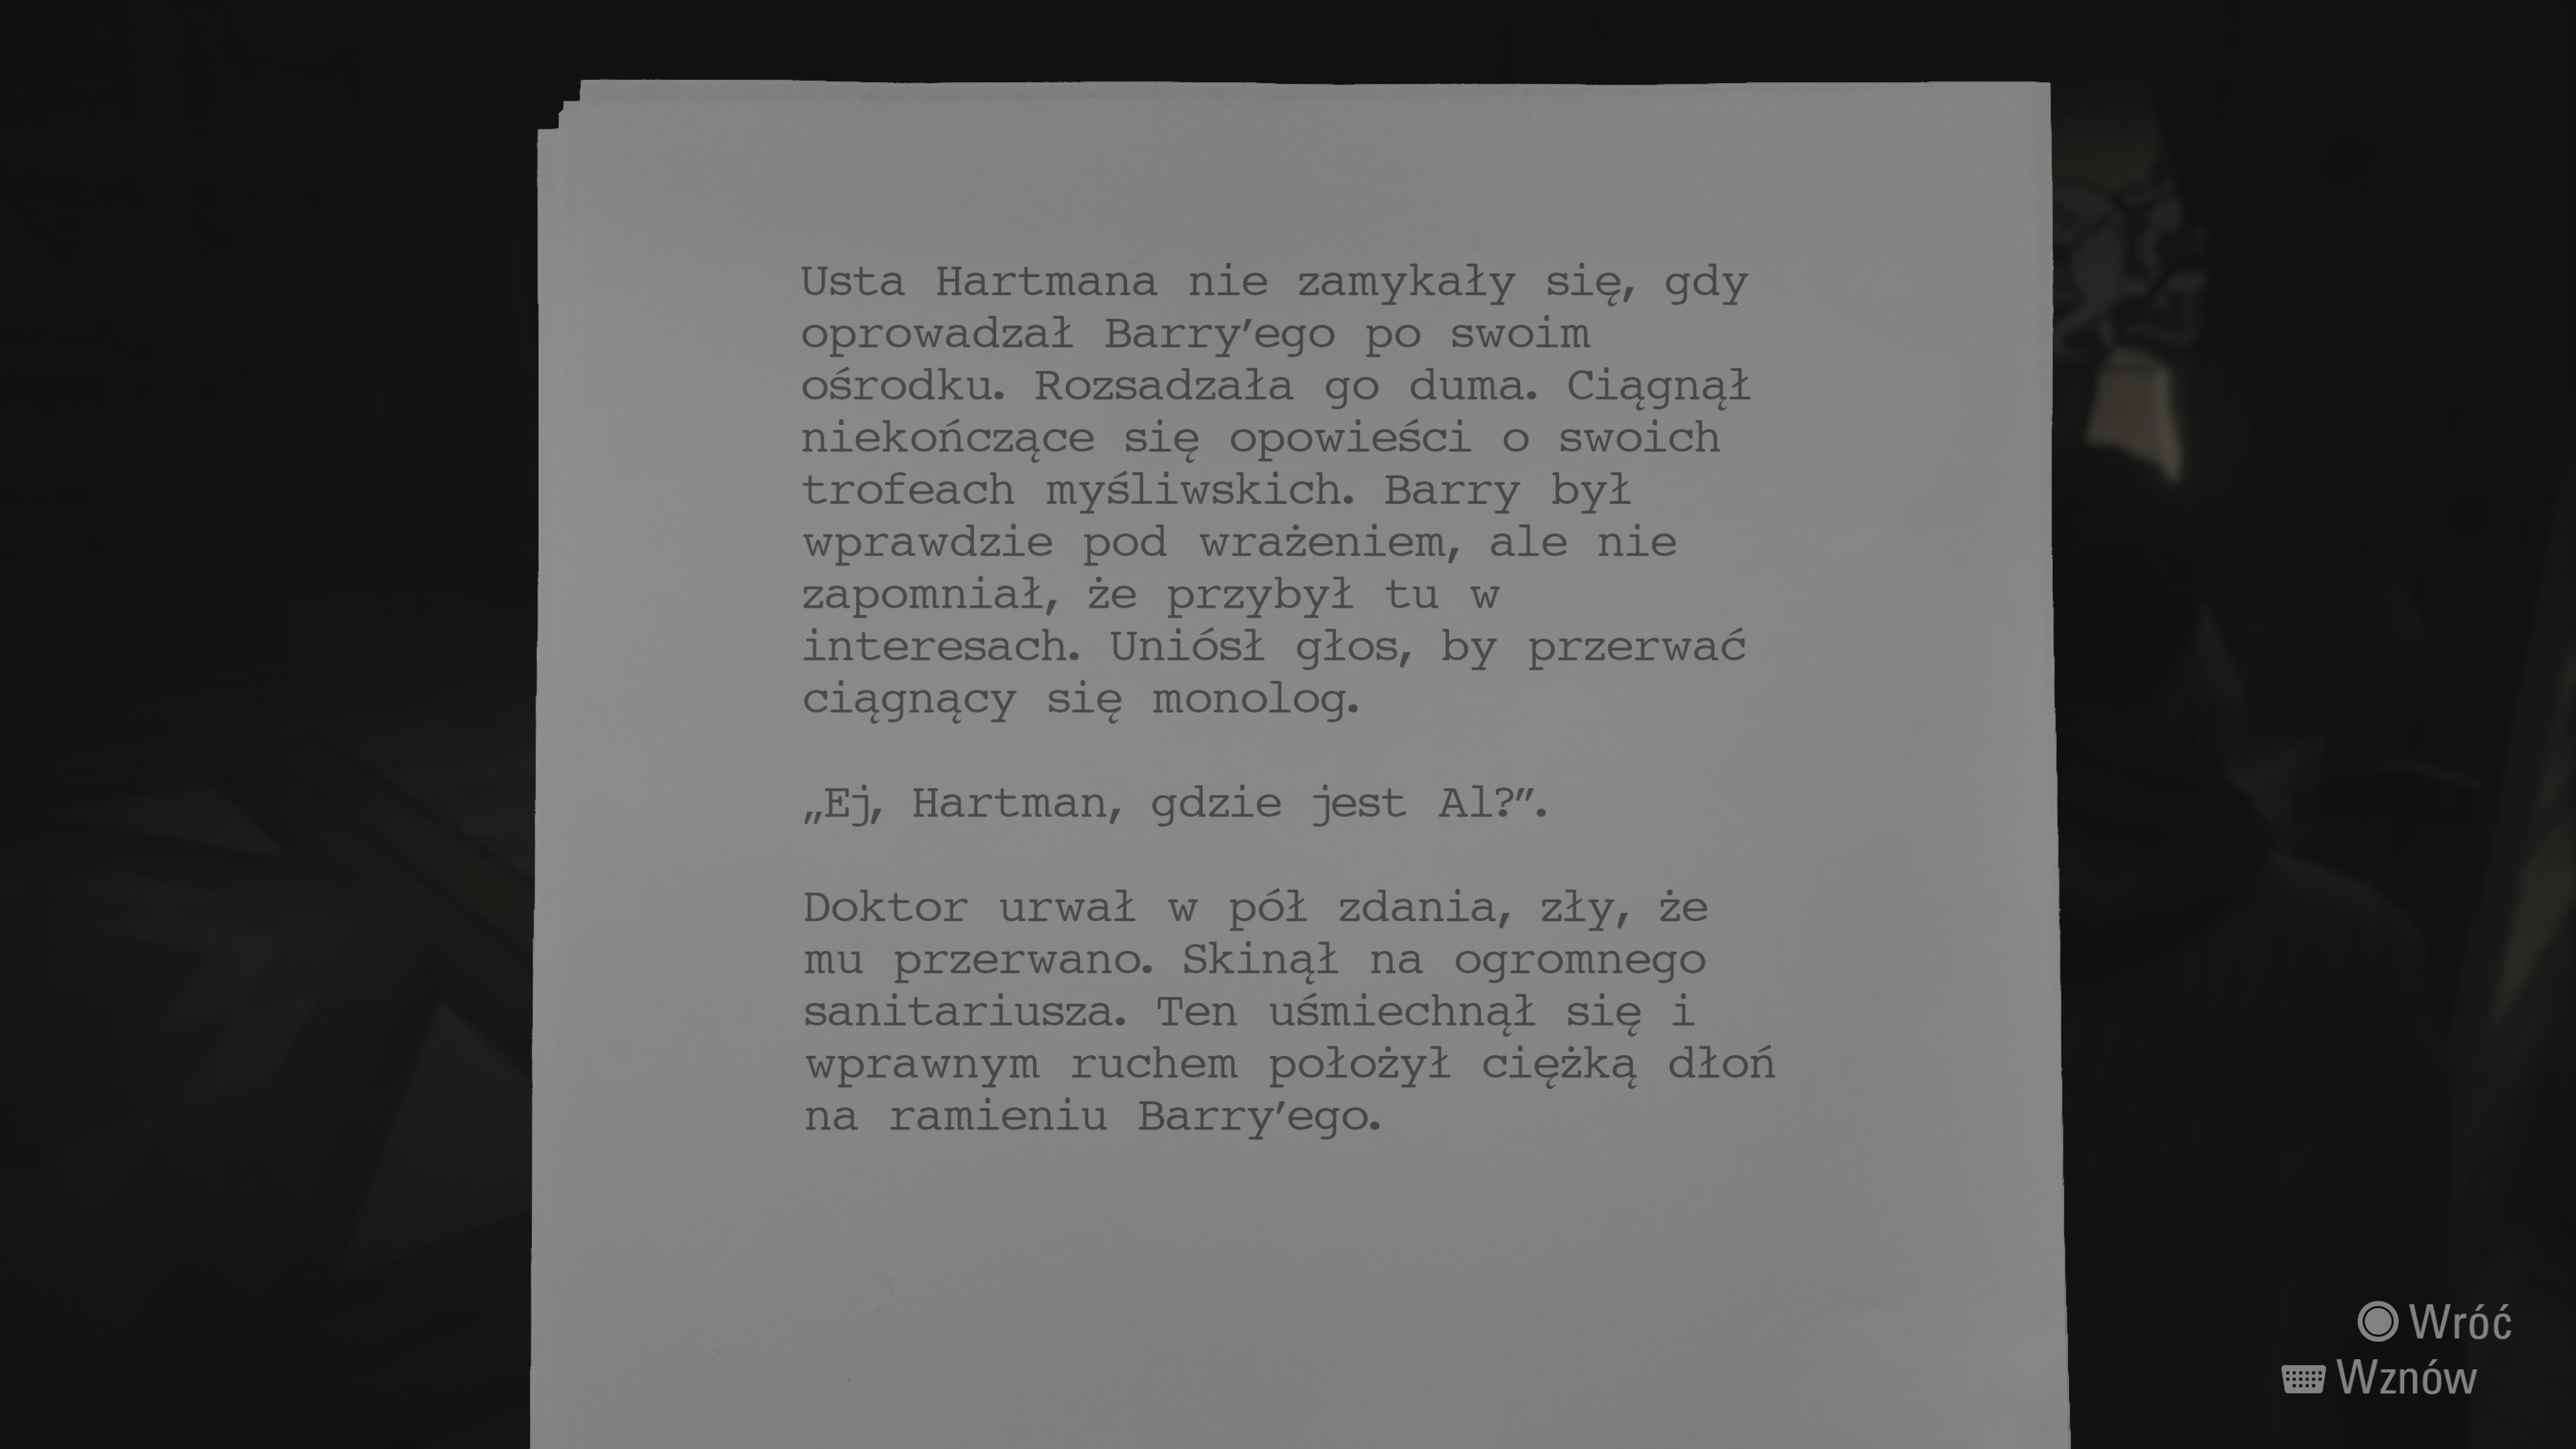 Usta Hartmana nie zamykały się, gdy
oprowadzał Barry'ego po swoim
ośrodku. Rozsadzała go duma. Ciągnął
niekończące się opowieści o swoich
trofeach myśliwskich. Barry był
wprawdzie pod wrażeniem, ale nie
zapomniał, że przybył tu w
interesach. Uniósł głos, by przerwać
ciągnący się monolog.
„Ej, Hartman, gdzie jest Al?”.
Doktor urwał w pół zdania, zły, że
mu przerwano. Skinął na ogromnego
sanitariusza. Ten uśmiechnął się i
wprawnym ruchem położył ciężką dłoń
na ramieniu Barry'ego.
Wróć
Wznów